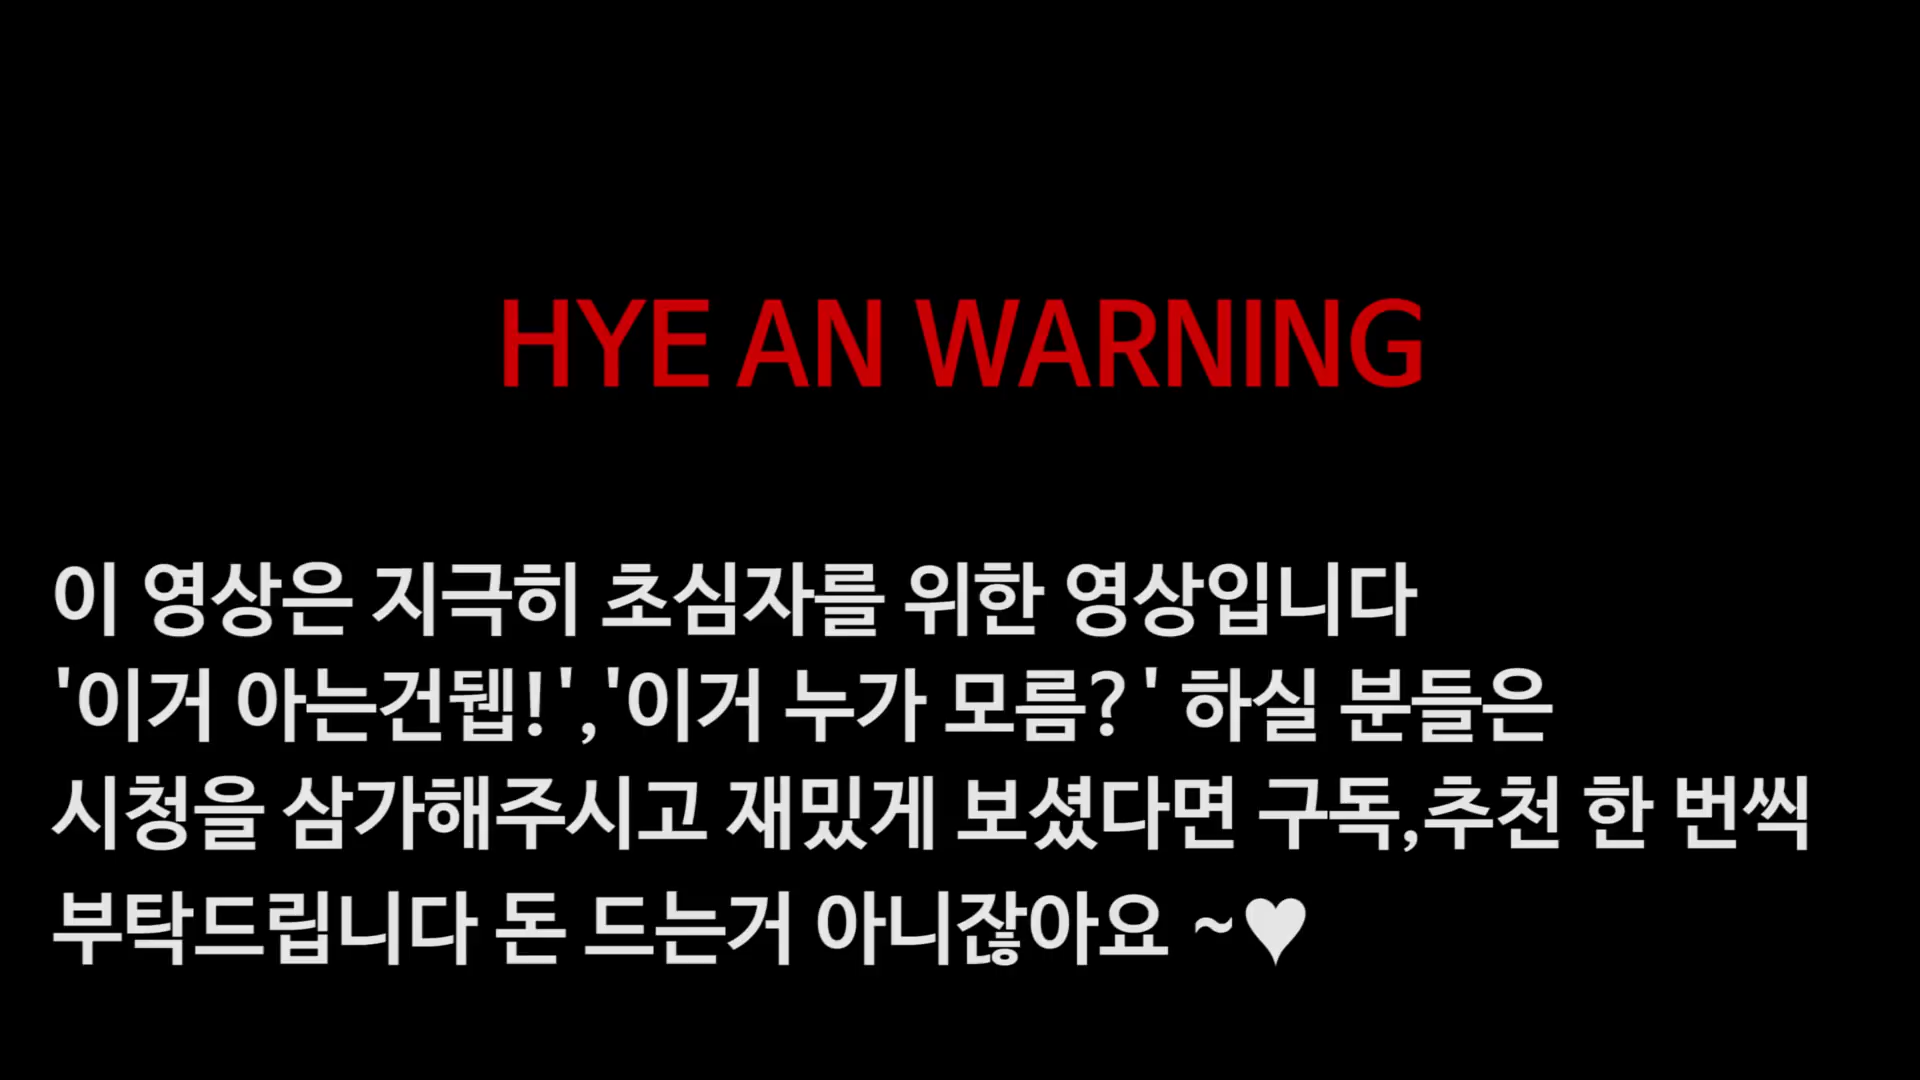 HYE AN WARNING
이 영상은 지극히 초심자를 위한 영상입니다
'이거 아는건뎁!','이거 누가 모름?' 하실 분들은
시청을 삼가해주시고 재밌게 보셨다면 구독,추천 한 번씩
부탁드립니다 돈 드는거 아니잖아요 ~♥